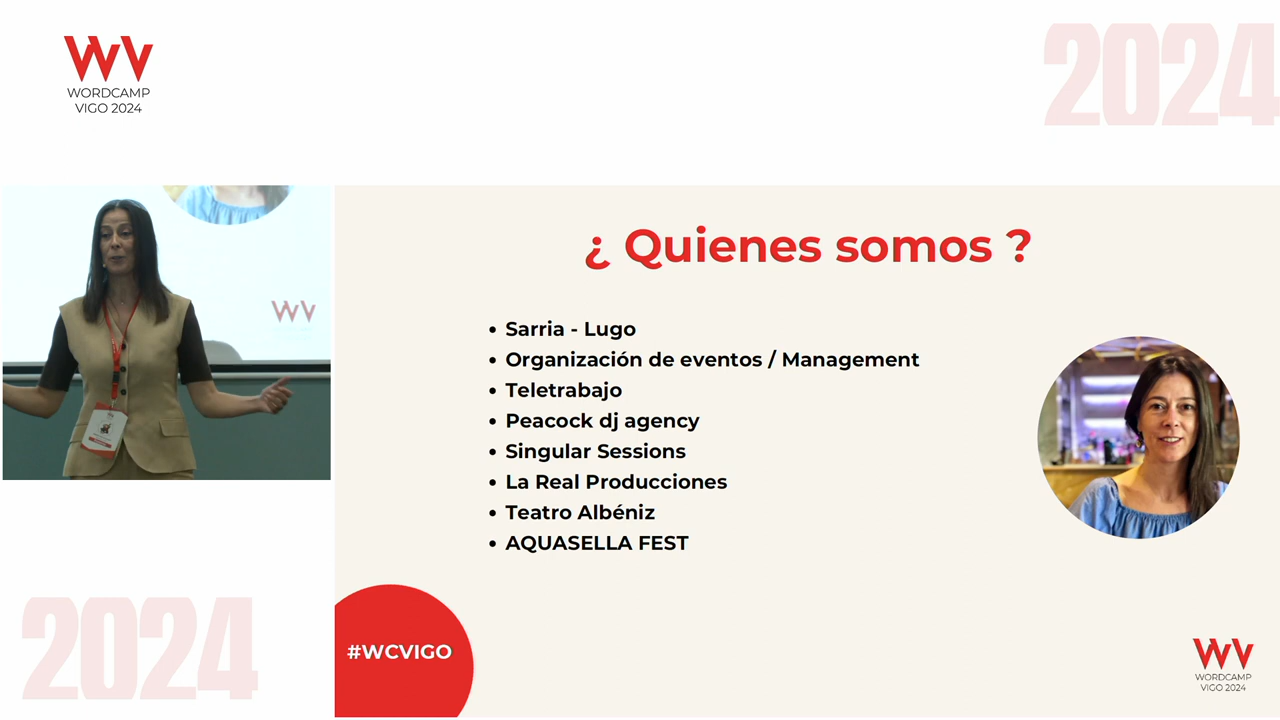 WORDCAMP
VIGO 2024
2024
¿ Quienes somos ?
Sarria - Lugo
Organización de eventos / Management
Teletrabajo
Peacock dj agency
Singular Sessions
La Real Producciones
Teatro Albéniz
AQUASELLA FEST
#WCVIGO
WORDCAMP
VIGO 2024
2024